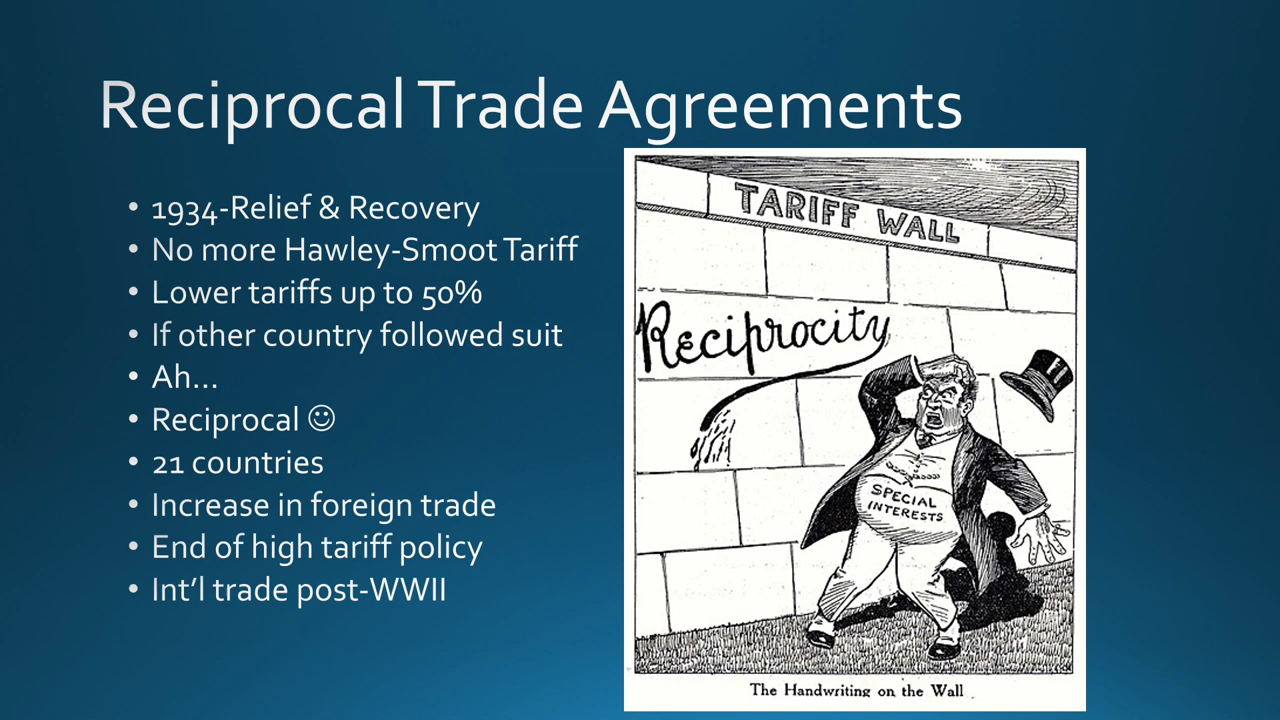 Reciprocal Trade Agreements
• 1934-Relief & Recovery
• No more Hawley-Smoot Tariff
• Lower tariffs up to 50%
• If other country followed suit
• Ah...
• Reciprocal ☺
• 21 countries
• Increase in foreign trade
• End of high tariff policy
• Int'l trade post-WWII
TARIFF WALL
Reciprocity
SPECIAL
INTERESTS
The Handwriting on the Wall